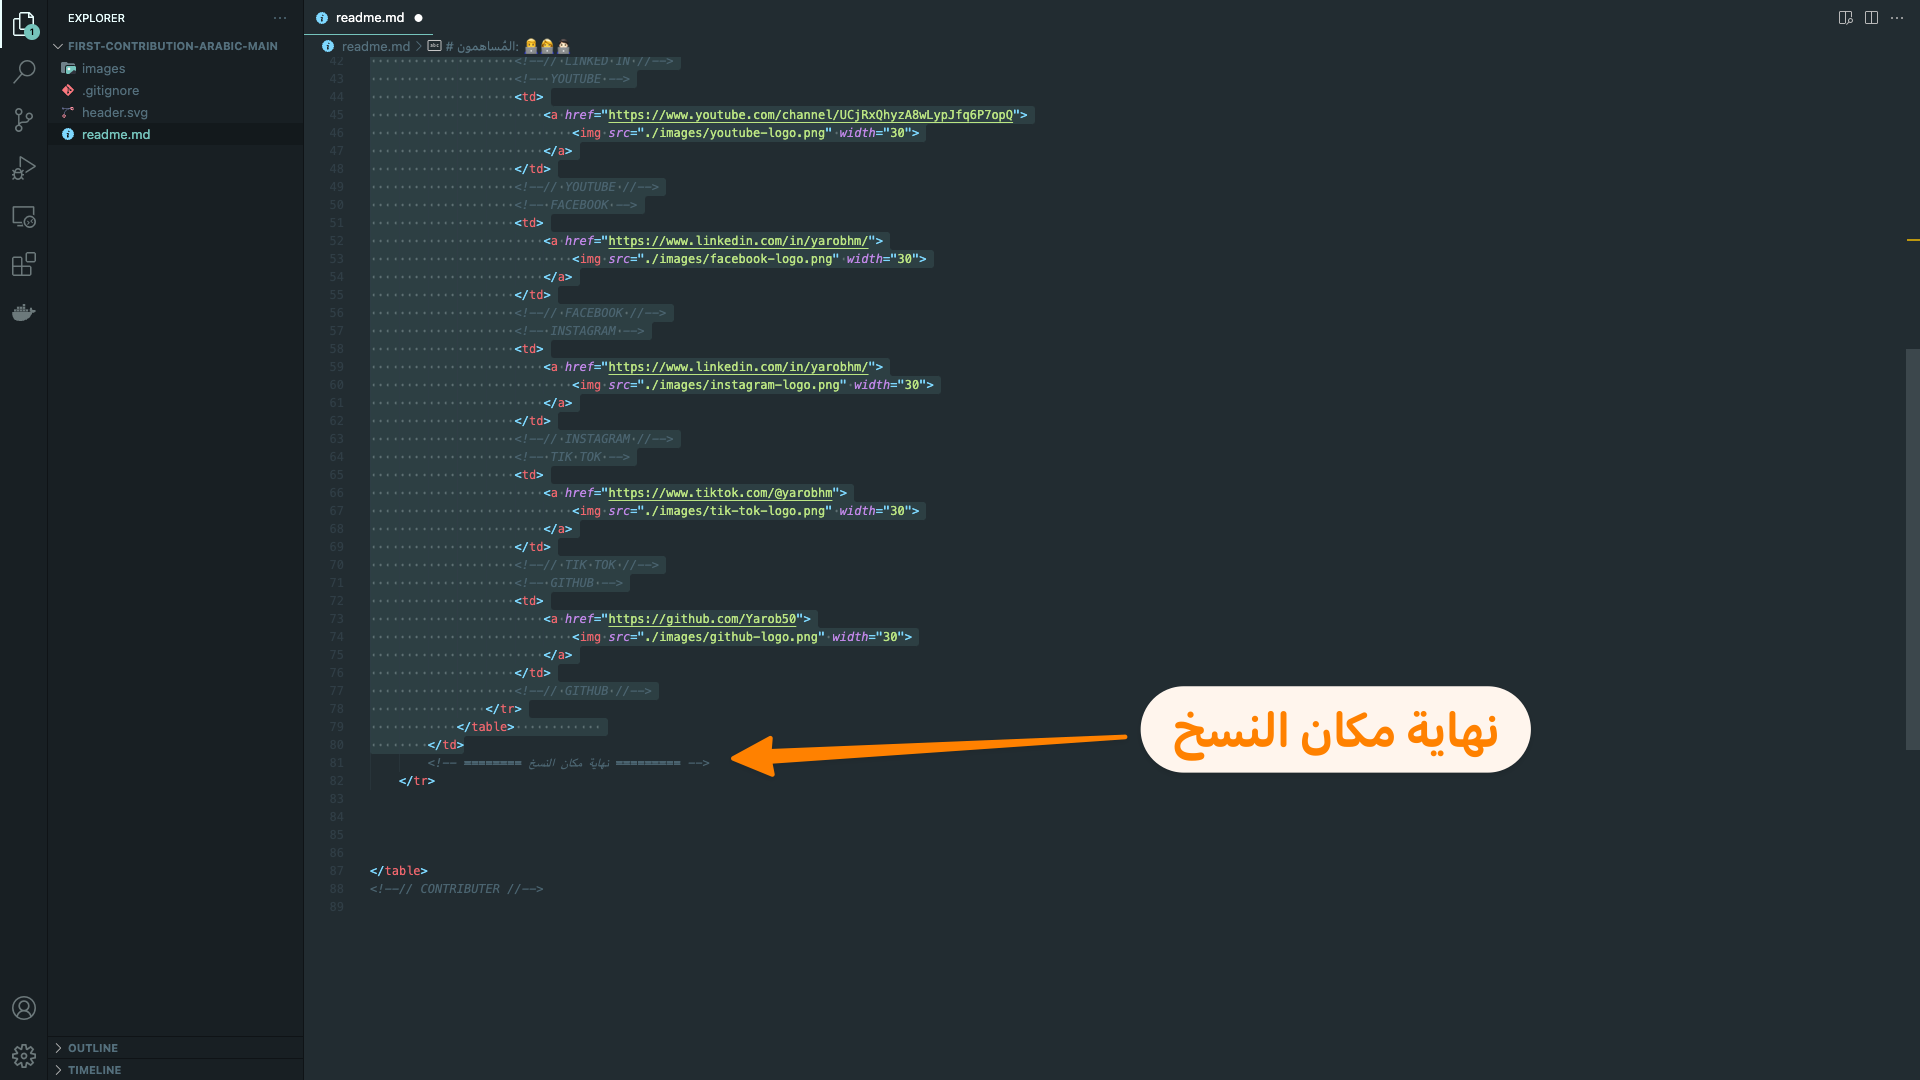 EXPLORER
FIRST-CONTRIBUTION-ARABIC-MAIN
images
.gitignore
header.svg
readme.md
OUTLINE
TIMELINE
1
readme.md
readme.md > # المُساهمون:
42 <!--// LINKED IN //-->
43 <!-- YOUTUBE -->
44 <td>
45 <a href="https://www.youtube.com/channel/UCjRxQhyzA8wLypJfq6P7opQ">
46 <img src="./images/youtube-logo.png" width="30">
47 </a>
48 </td>
49 <!--// YOUTUBE //-->
50 <!-- FACEBOOK -->
51 <td>
52 <a href="https://www.linkedin.com/in/yarobhm/">
53 <img src="./images/facebook-logo.png" width="30">
54 </a>
55 </td>
56 <!--// FACEBOOK //-->
57 <!-- INSTAGRAM -->
58 <td>
59 <a href="https://www.linkedin.com/in/yarobhm/">
60 <img src="./images/instagram-logo.png" width="30">
61 </a>
62 </td>
63 <!--// INSTAGRAM //-->
64 <!-- TIK TOK -->
65 <td>
66 <a href="https://www.tiktok.com/@yarobhm">
67 <img src="./images/tik-tok-logo.png" width="30">
68 </a>
69 </td>
70 <!--// TIK TOK //-->
71 <!-- GITHUB -->
72 <td>
73 <a href="https://github.com/Yarob50">
74 <img src="./images/github-logo.png" width="30">
75 </a>
76 </td>
77 <!--// GITHUB //-->
78 </tr>
79 </table>
80 </td>
81 <!-- ======== نهاية مكان النسخ ========= -->
82 </tr>
83
84
85
86
87 </table>
88 <!--// CONTRIBUTER //-->
89
نهاية مكان النسخ